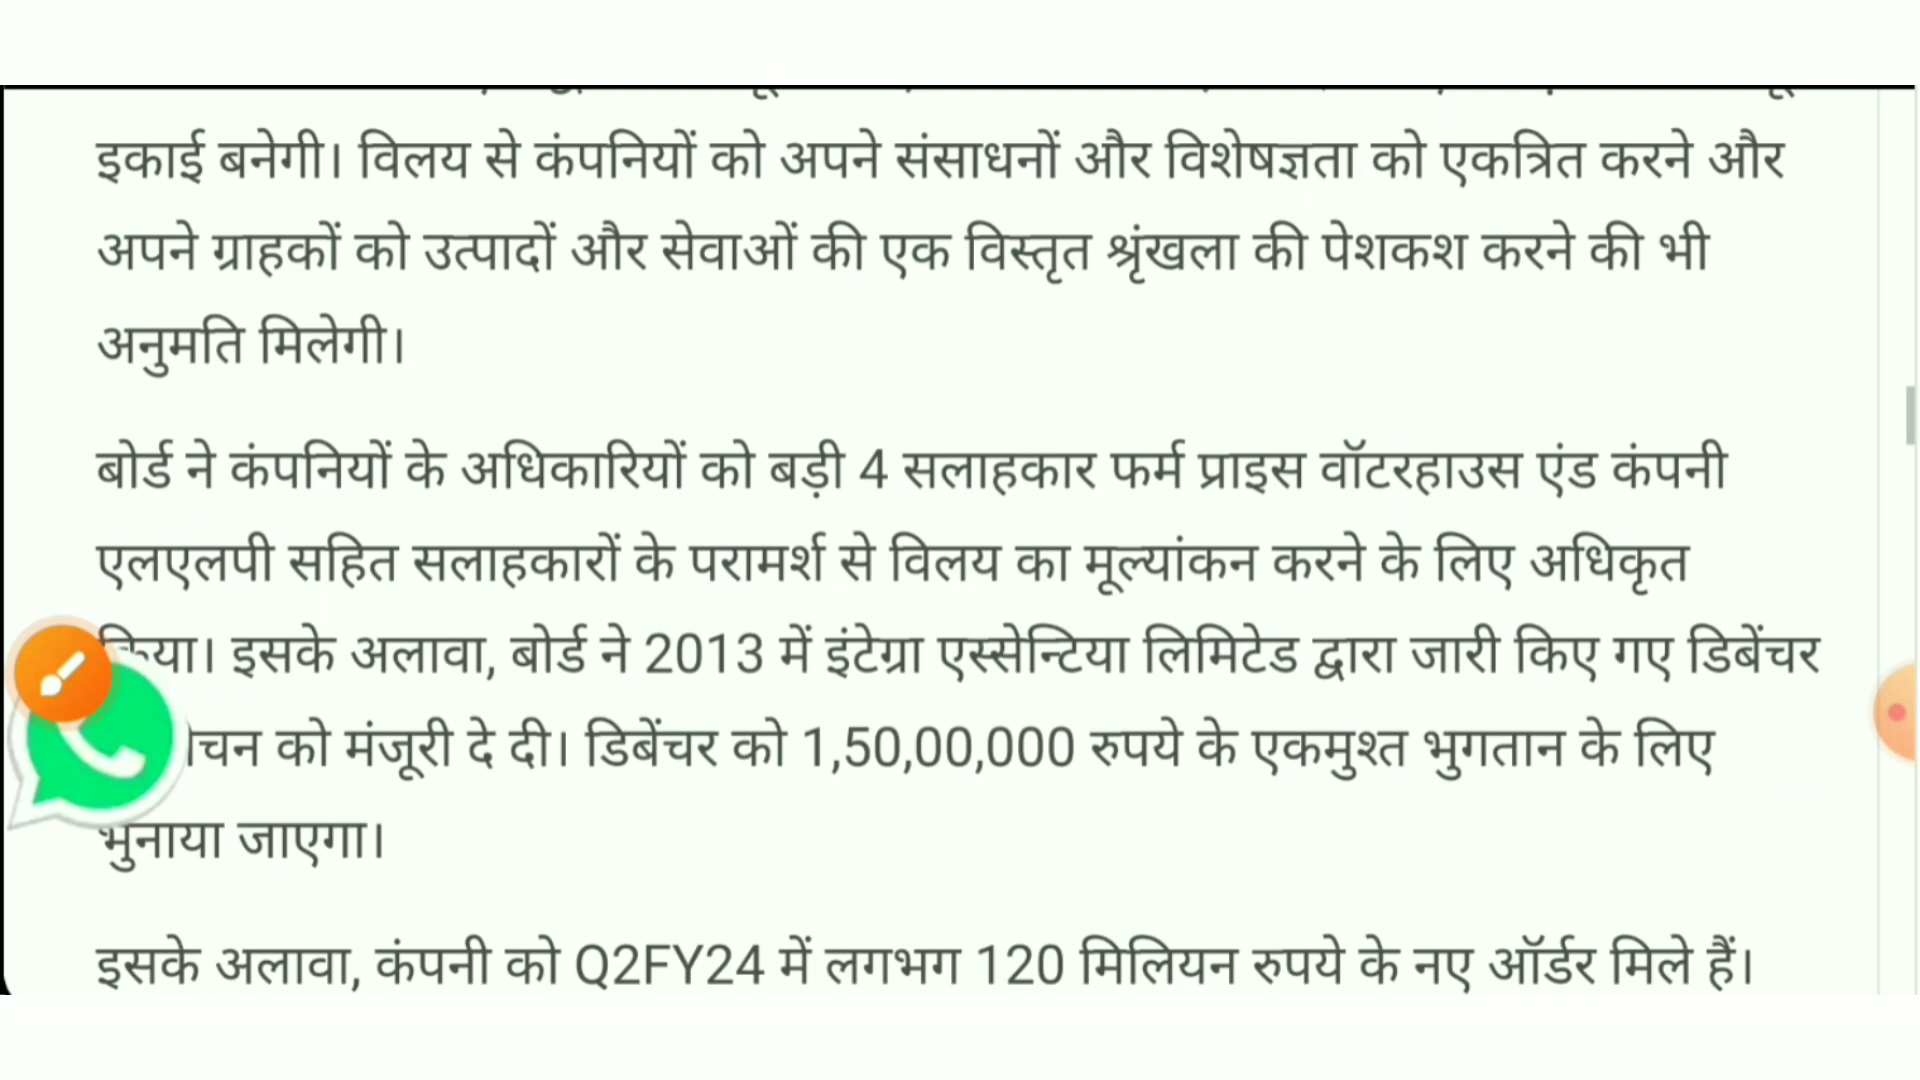 इकाई बनेगी। विलय से कंपनियों को अपने संसाधनों और विशेषज्ञता को एकत्रित करने और
अपने ग्राहकों को उत्पादों और सेवाओं की एक विस्तृत श्रृंखला की पेशकश करने की भी
अनुमति मिलेगी।
बोर्ड ने कंपनियों के अधिकारियों को बड़ी 4 सलाहकार फर्म प्राइस वॉटरहाउस एंड कंपनी
एलएलपी सहित सलाहकारों के परामर्श से विलय का मूल्यांकन करने के लिए अधिकृत
किया। इसके अलावा, बोर्ड ने 2013 में इंटेग्रा एस्सेन्टिया लिमिटेड द्वारा जारी किए गए डिबेंचर
को मंजूरी दे दी। डिबेंचर को 1,50,00,000 रुपये के एकमुश्त भुगतान के लिए
भुनाया जाएगा।
इसके अलावा, कंपनी को Q2FY24 में लगभग 120 मिलियन रुपये के नए ऑर्डर मिले हैं।